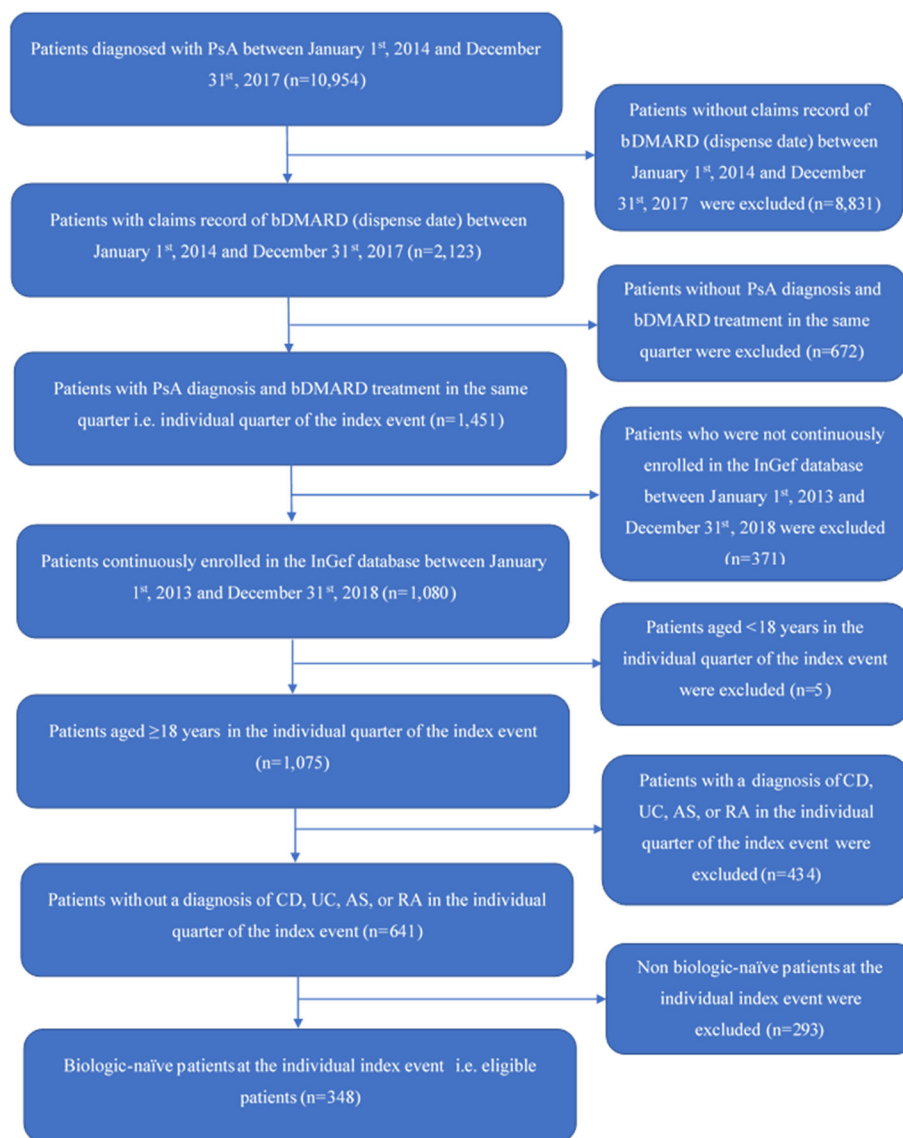 Patients diagnosed with PsA between January 1st, 2014 and December
31st, 2017 (n=10,954)
Patients without claims record of
bDMARD (dispense date) between
January 1st, 2014 and December
31st, 2017 were excluded (n=8,831)
Patients with claims record of bDMARD (dispense date) between
January 1st, 2014 and December 31st, 2017 (n=2,123)
Patients without PsA diagnosis and
bDMARD treatment in the same
quarter were excluded (n=672)
Patients with PsA diagnosis and bDMARD treatment in the same
quarter i.e. individual quarter of the index event (n=1,451)
Patients who were not continuously
enrolled in the InGef database
between January 1st, 2013 and
December 31st, 2018 were excluded
(n=371)
Patients continuously enrolled in the InGef database between January
1st, 2013 and December 31st, 2018 (n=1,080)
Patients aged <18 years in the
individual quarter of the index event
were excluded (n=5)
Patients aged ≥18 years in the individual quarter of the index event
(n=1,075)
Patients with a diagnosis of CD,
UC, AS, or RA in the individual
quarter of the index event were
excluded (n=434)
Patients without a diagnosis of CD, UC, AS, or RA in the individual
quarter of the index event (n=641)
Non biologic-naïve patients at the
individual index event were
excluded (n=293)
Biologic-naïve patients at the individual index event i.e. eligible
patients (n=348)